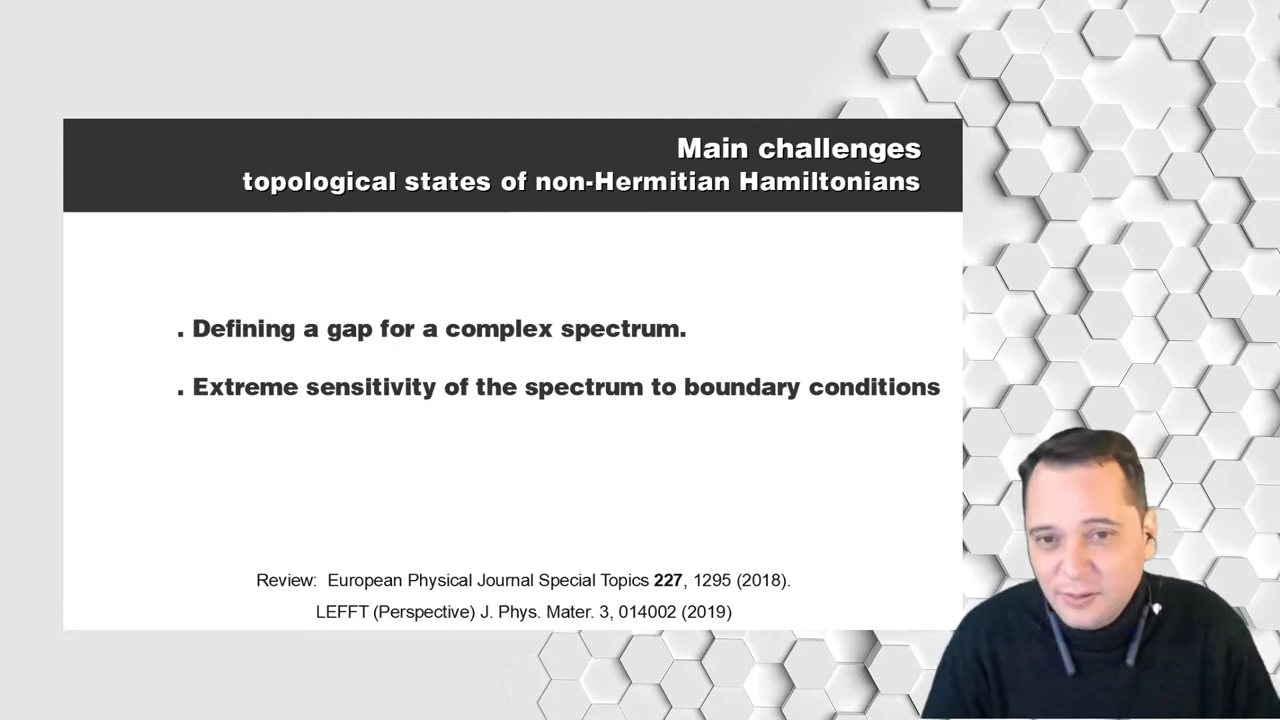 Main challenges
topological states of non-Hermitian Hamiltonians
. Defining a gap for a complex spectrum.
. Extreme sensitivity of the spectrum to boundary conditions
Review: European Physical Journal Special Topics 227, 1295 (2018).
LEFFT (Perspective) J. Phys. Mater. 3, 014002 (2019)